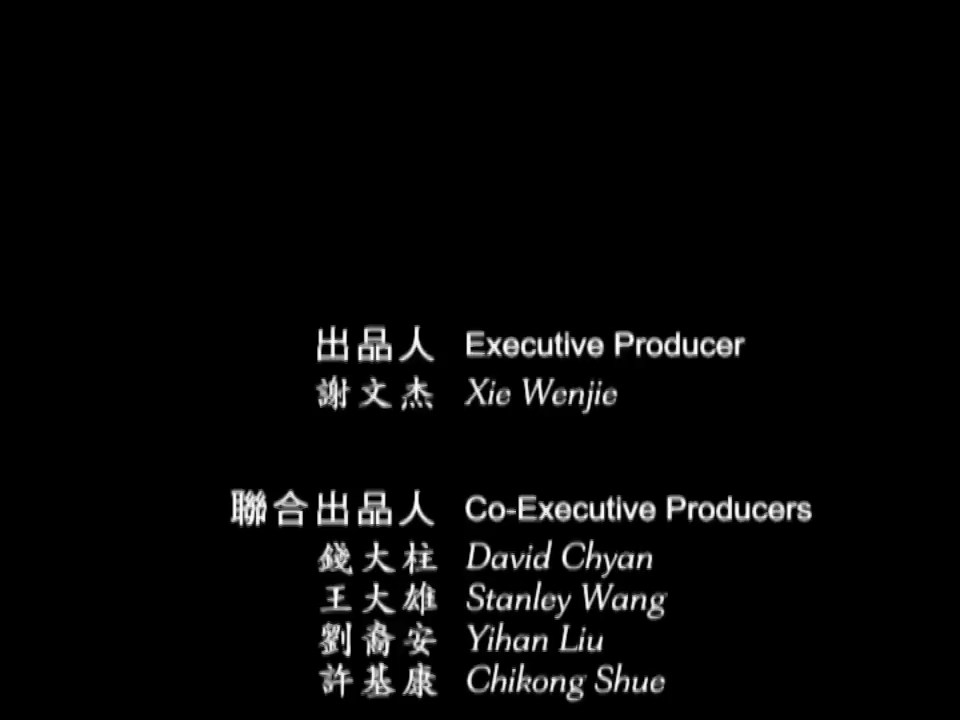 出品人 Executive Producer
謝文杰 Xie Wenjie
聯合出品人 Co-Executive Producers
錢大柱 David Chyan
王大雄 Stanley Wang
劉裔安 Yihan Liu
許基康 Chikong Shue